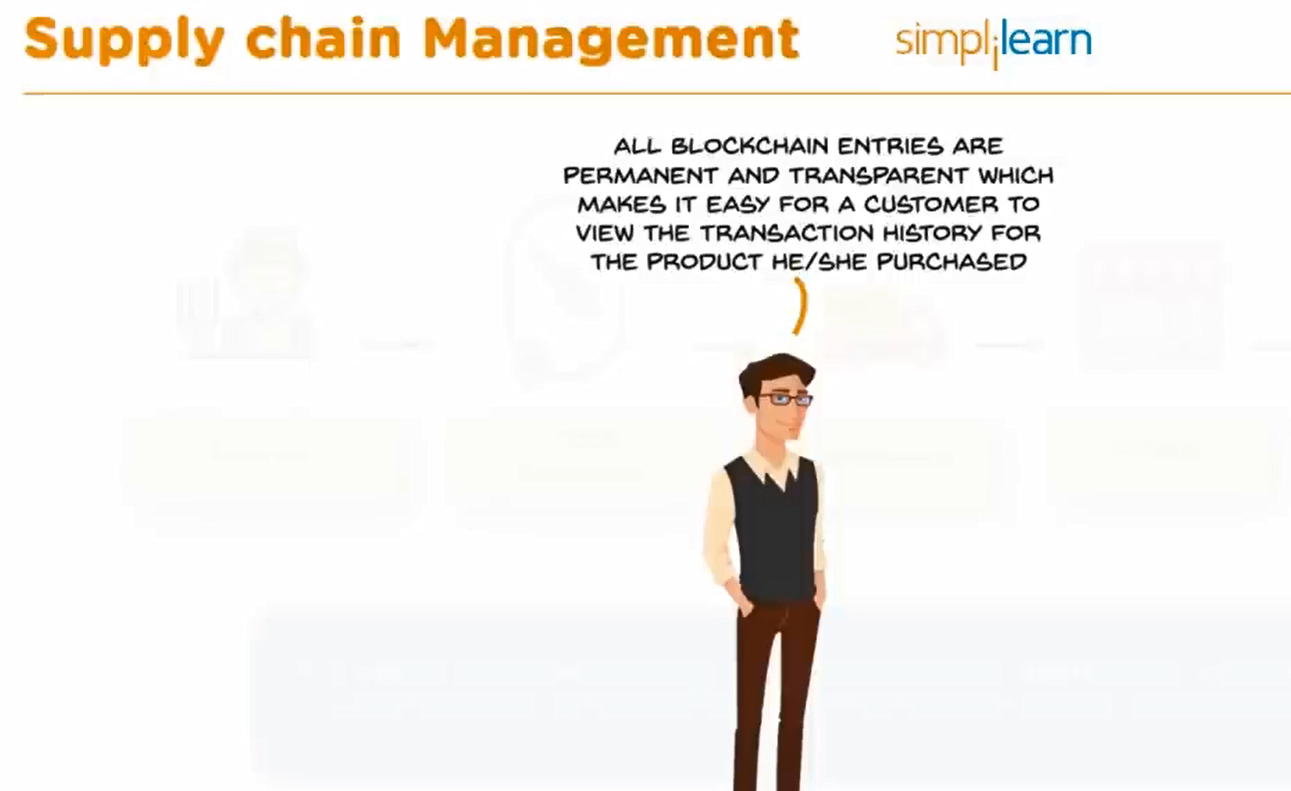 Supply chain Management
simplilearn
ALL BLOCKCHAIN ENTRIES ARE
PERMANENT AND TRANSPARENT WHICH
MAKES IT EASY FOR A CUSTOMER TO
VIEW THE TRANSACTION HISTORY FOR
THE PRODUCT HE/SHE PURCHASED